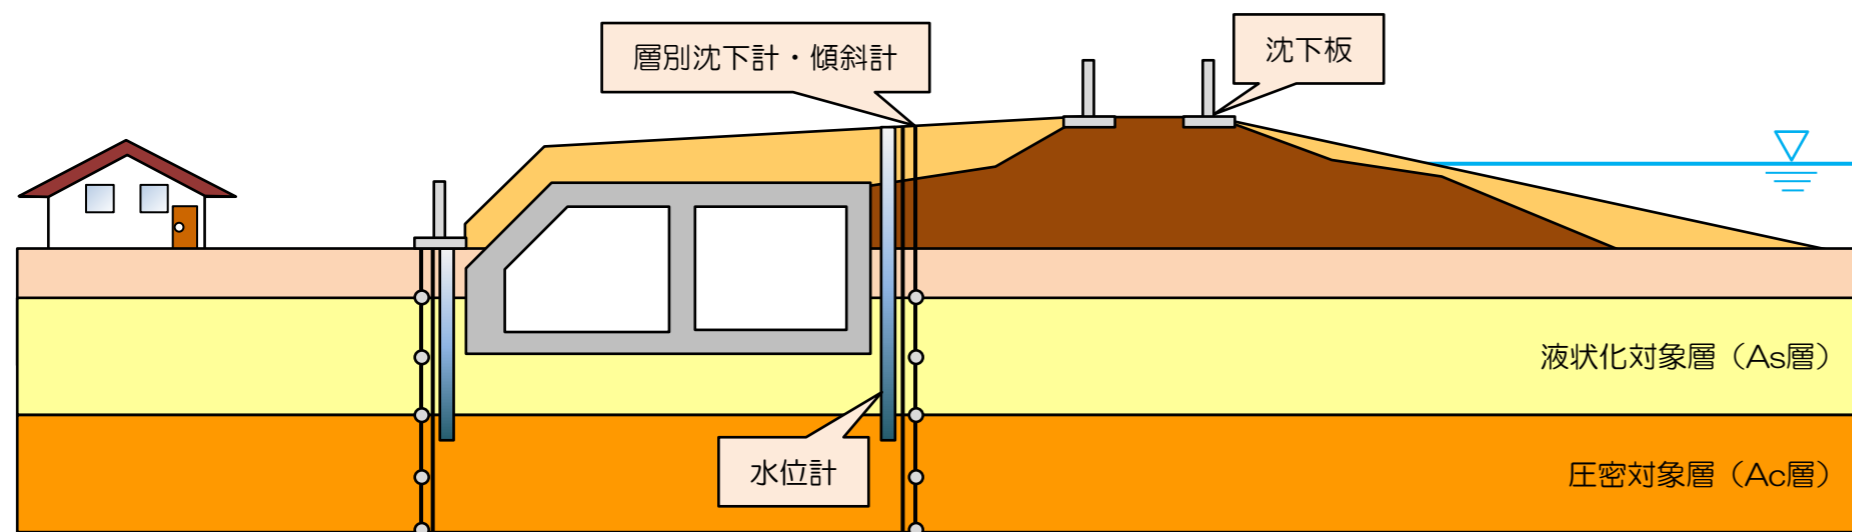 層別沈下計・傾斜計
沈下板
液状化対象層（As層）
水位計
圧密対象層（Ac層）